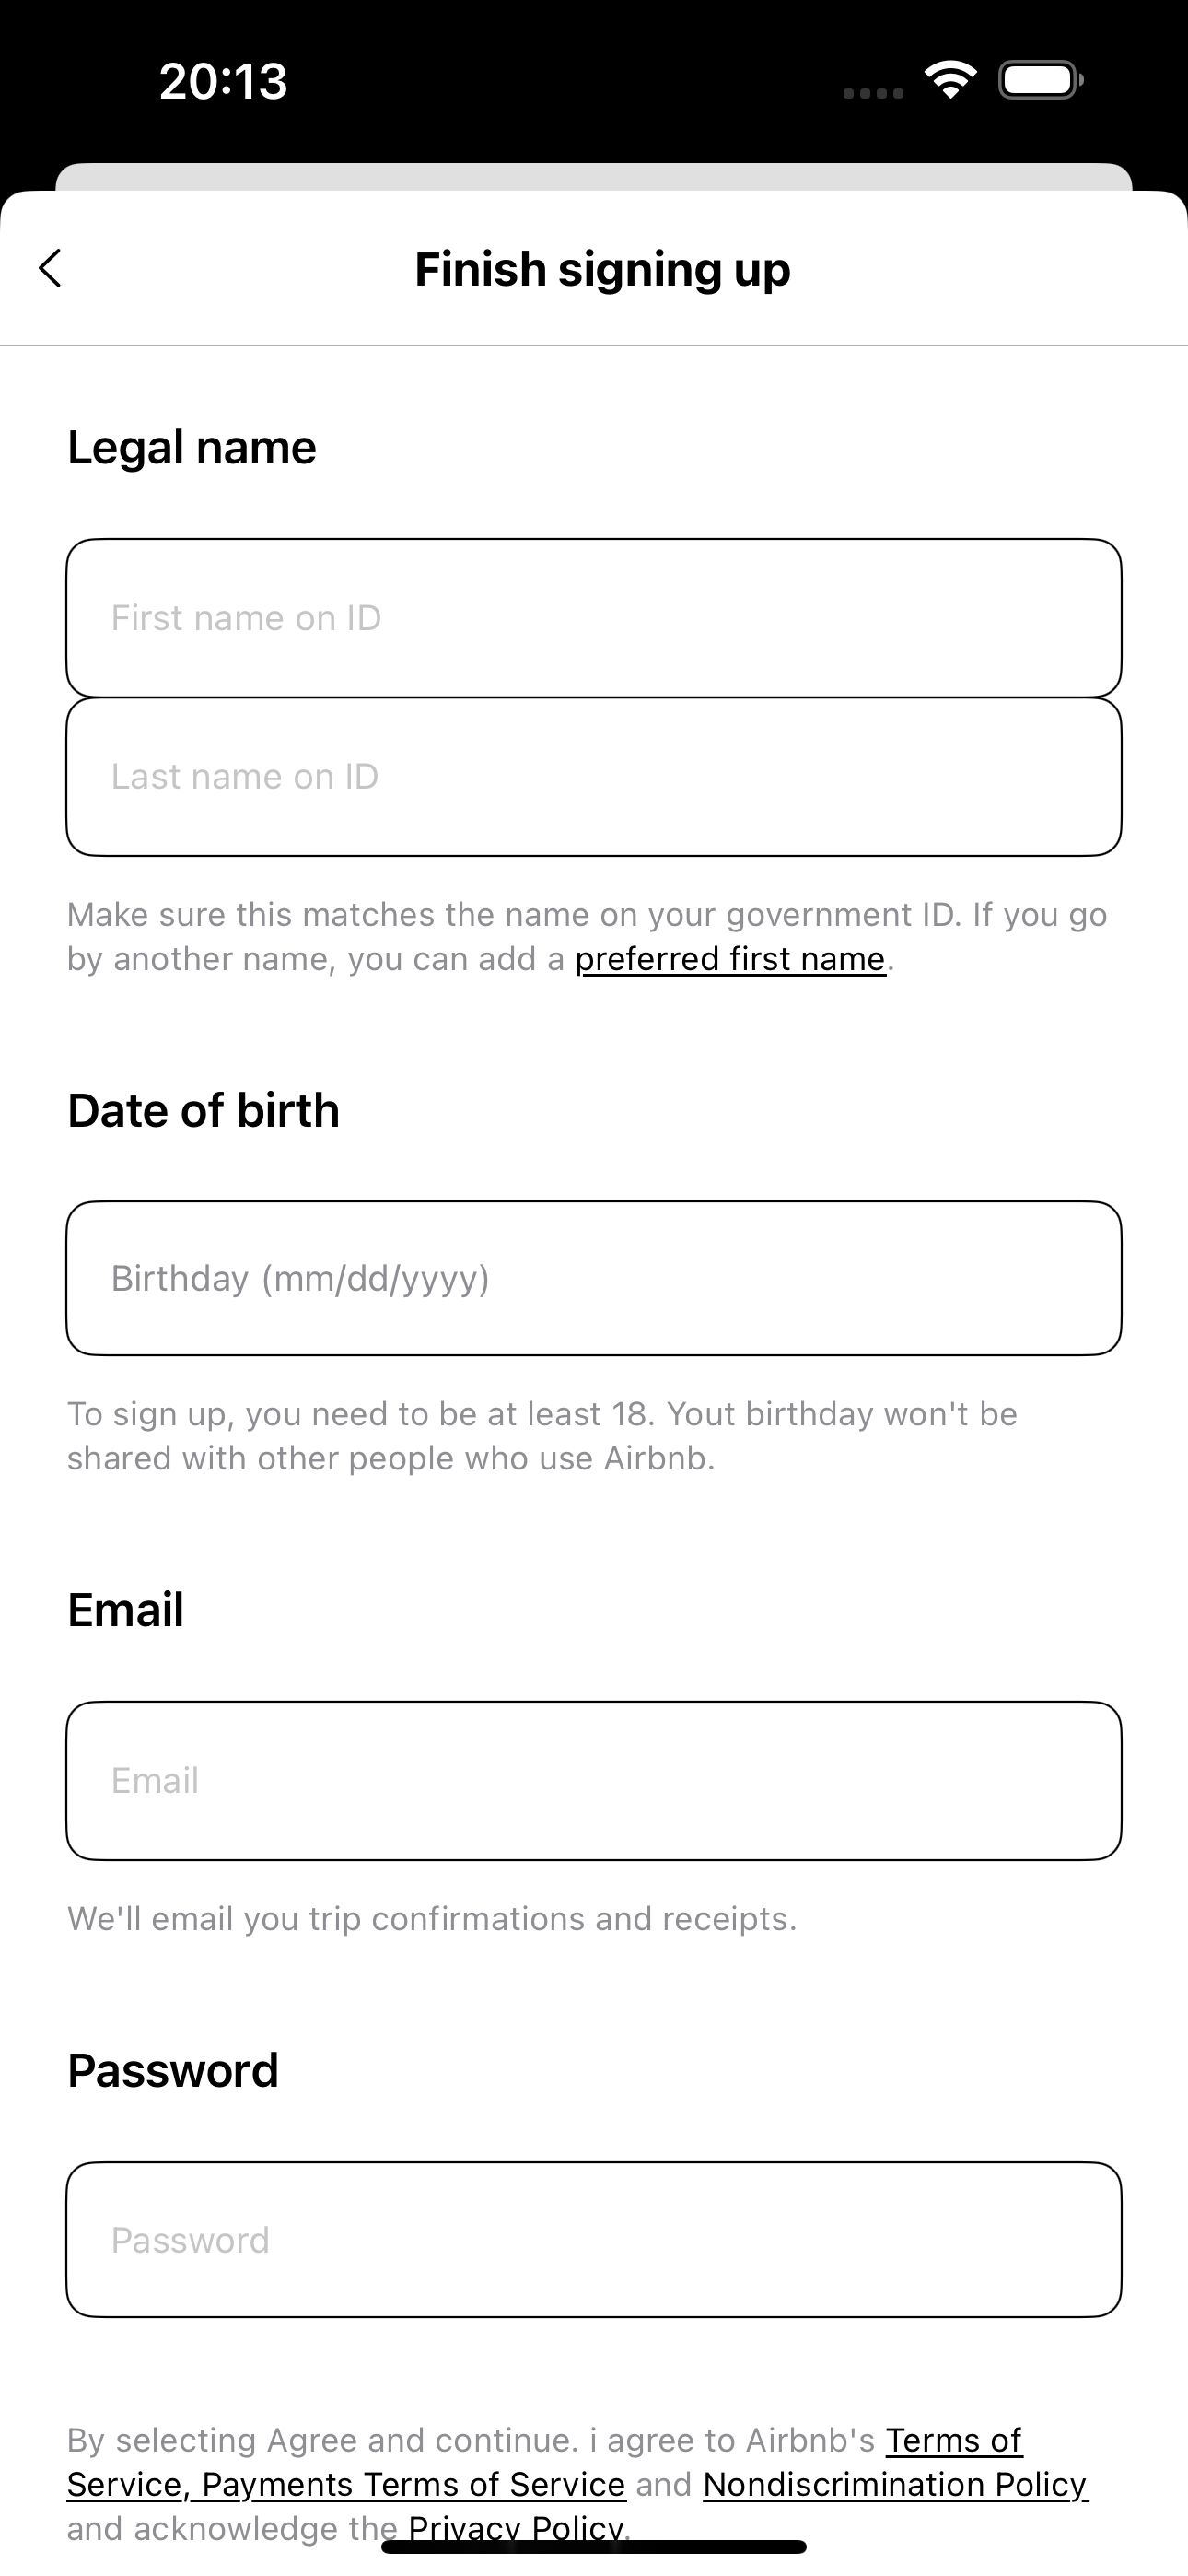 20:13
Finish signing up
Legal name
First name on ID
Last name on ID
Make sure this matches the name on your government ID. If you go
by another name, you can add a preferred first name.
Date of birth
Birthday (mm/dd/yyyy)
To sign up, you need to be at least 18. Yout birthday won't be
shared with other people who use Airbnb.
Email
Email
We'll email you trip confirmations and receipts.
Password
Password
By selecting Agree and continue. i agree to Airbnb's Terms of
Service, Payments Terms of Service and Nondiscrimination Policy
and acknowledge the Privacy Policy.